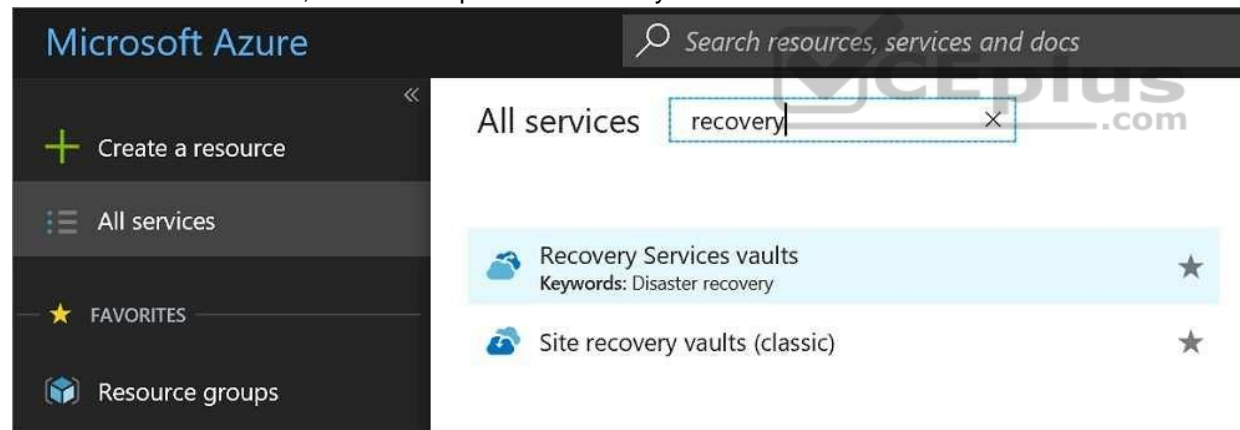 Microsoft Azure
Search resources, services and docs
CEplus
.com
«
All services
recovery
×
Create a resource
All services
Recovery Services vaults
Keywords: Disaster recovery
FAVORITES
Site recovery vaults (classic)
Resource groups